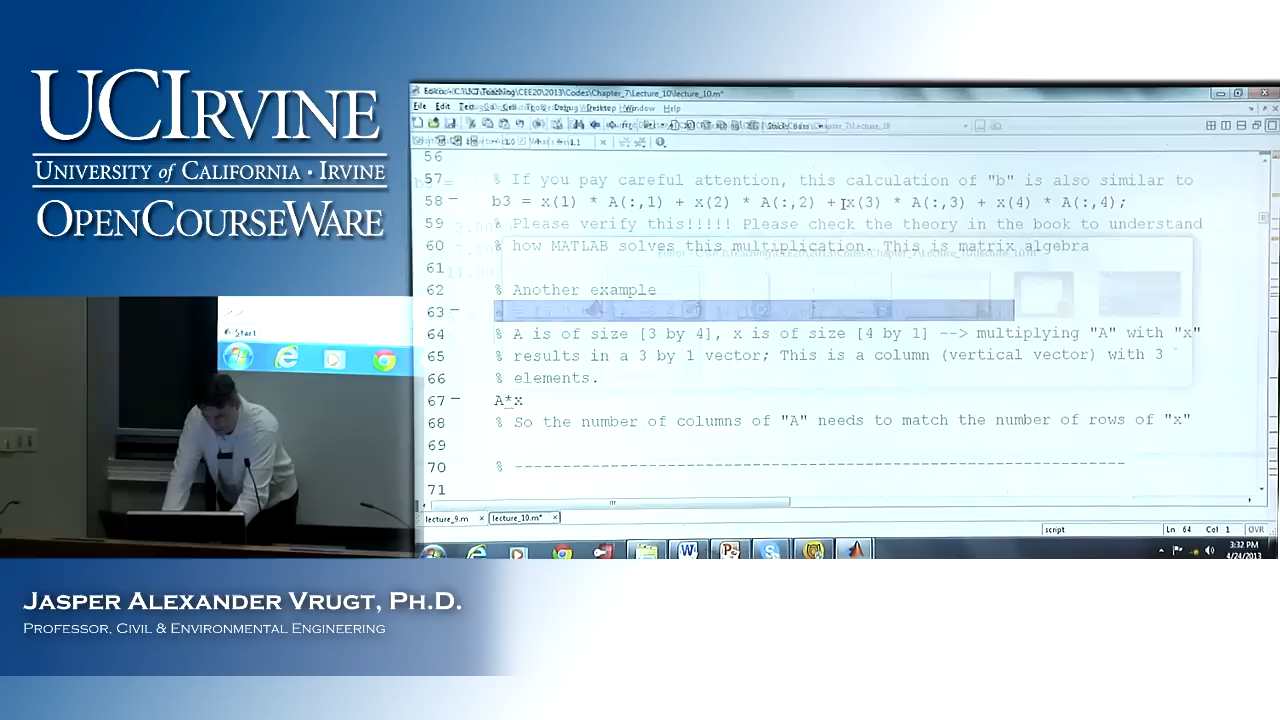 UCIRVINE
UNIVERSITY of CALIFORNIA • IRVINE
OPENCOURSEWARE
Start
JASPER ALEXANDER VRUGT, PH.D.
PROFESSOR, CIVIL & ENVIRONMENTAL ENGINEERING
File Edit Text Go Cell Tools Debug Desktop Window Help
56
57 % If you pay careful attention, this calculation of "b" is also similar to
58 b3 = x(1) * A(:,1) + x(2) * A(:,2) + x(3) * A(:,3) + x(4) * A(:,4);
59 % Please verify this!!!!! Please check the theory in the book to understand
60 % how MATLAB solves this multiplication. This is matrix algebra
61
62 % Another example
63
64 % A is of size [3 by 4], x is of size [4 by 1] --> multiplying "A" with "x"
65 % results in a 3 by 1 vector; This is a column (vertical vector) with 3
66 % elements.
67 A*x
68 % So the number of columns of "A" needs to match the number of rows of "x"
69
70 % ----------------------------------------------------------------------
71
lecture_9.m × lecture_10.m* ×
script Ln 64 Col 1 OVR
3:32 PM
4/24/2013